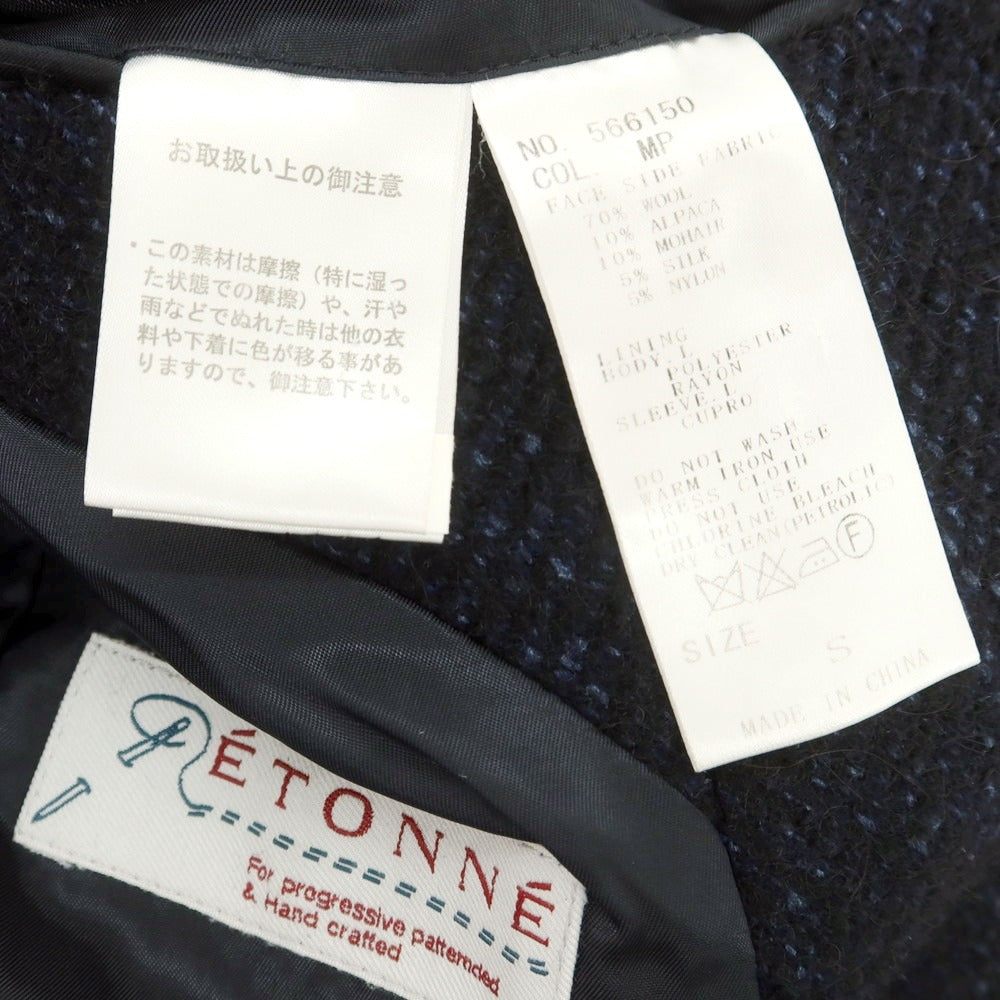 お取扱い上の御注意
・この素材は摩擦（特に湿っ
た状態での摩擦）や、汗や
雨などでぬれた時は他の衣
料や下着に色が移る事があ
りますので、御注意下さい。
NO. 566150
COL. MP
FACE SIDE FABRIC
70% WOOL
10% ALPACA
10% MOHAIR
5% SILK
5% NYLON
LINING
BODY.L
POLYESTER
RAYON
SLEEVE.L
CUPRO
DO NOT WASH
WARM IRON USE
PRESS CLOTH
DO NOT USE
CHLORINE BLEACH
DRY CLEAN(PETROLIC)
F
SIZE S
MADE IN CHINA
ÉTONNÉ
For progressive patternded
& Hand crafted